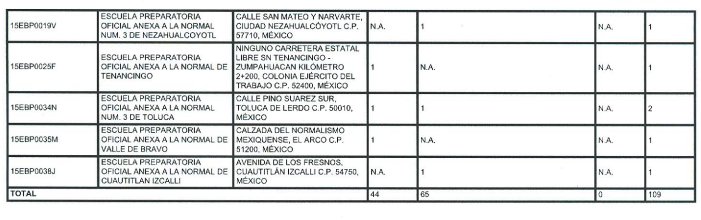 15EBP0019V
ESCUELA PREPARATORIA
OFICIAL ANEXA A LA NORMAL
NUM. 3 DE NEZAHUALCOYOTL
CALLE SAN MATEO Y NARVARTE,
CIUDAD NEZAHUALCÓYOTL C.P.
57710, MÉXICO
N.A.
1
N.A.
1
15EBP0025F
ESCUELA PREPARATORIA
OFICIAL ANEXA A LA NORMAL DE
TENANCINGO
NINGUNO CARRETERA ESTATAL
LIBRE SN TENANCINGO -
ZUMPAHUACAN KILÓMETRO
2+200, COLONIA EJÉRCITO DEL
TRABAJO C.P. 52400, MÉXICO
1
N.A.
N.A.
1
15EBP0034N
ESCUELA PREPARATORIA
OFICIAL ANEXA A LA NORMAL
NUM. 3 DE TOLUCA
CALLE PINO SUAREZ SUR,
TOLUCA DE LERDO C.P. 50010,
MÉXICO
1
1
N.A.
2
15EBP0035M
ESCUELA PREPARATORIA
OFICIAL ANEXA A LA NORMAL DE
VALLE DE BRAVO
CALZADA DEL NORMALISMO
MEXIQUENSE, EL ARCO C.P.
51200, MÉXICO
1
N.A.
N.A.
1
15EBP0038J
ESCUELA PREPARATORIA
OFICIAL ANEXA A LA NORMAL DE
CUAUTITLAN IZCALLI
AVENIDA DE LOS FRESNOS,
CUAUTITLÁN IZCALLI C.P. 54750,
MÉXICO
N.A.
1
N.A.
1
TOTAL
44
65
0
109